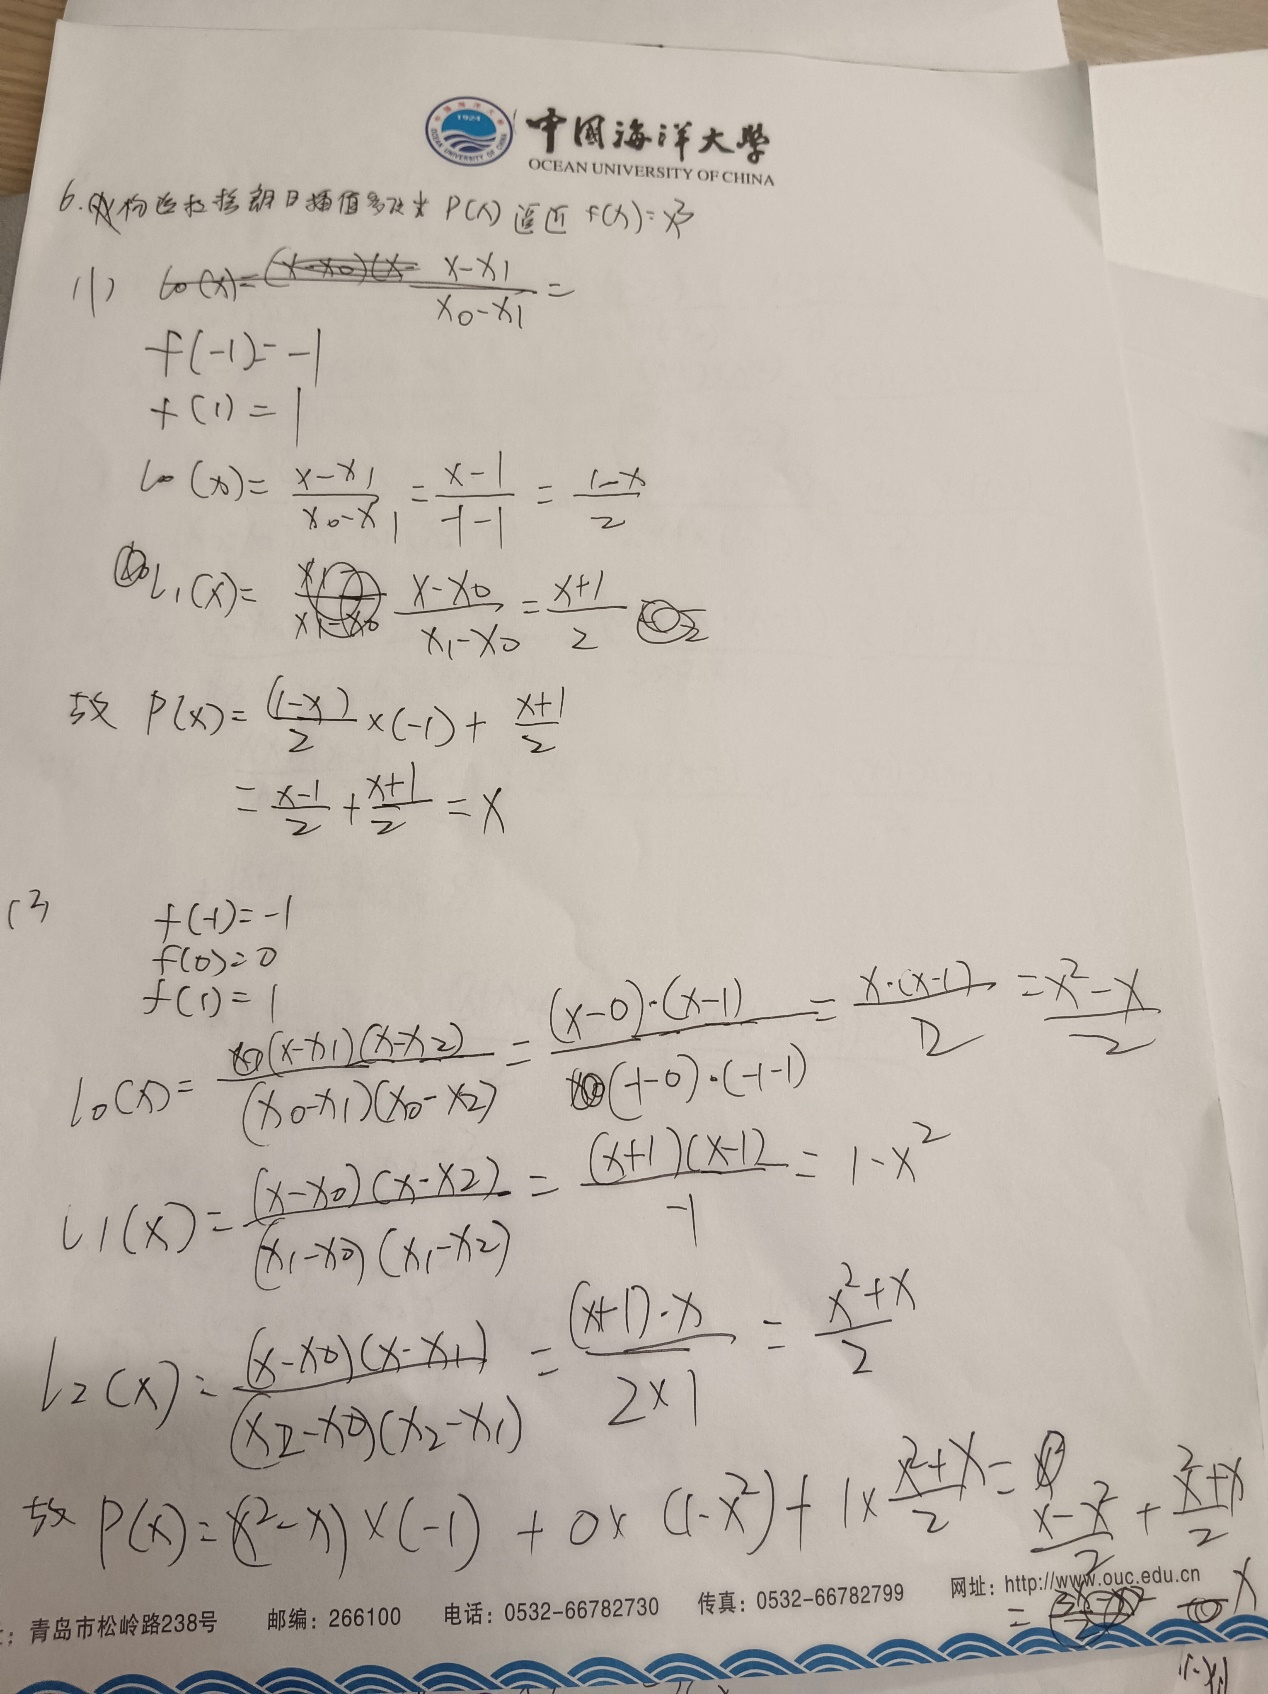 中国海洋大学
OCEAN UNIVERSITY OF CHINA
6. 构造拉格朗日插值多项式 P(x) 逼近 f(x)=x³
(1) l₀(x)= (x-x₁)/(x₀-x₁) =
f(-1)=-1
f(1)=1
l₀(x)= (x-x₁)/(x₀-x₁) = (x-1)/(-1-1) = (1-x)/2
l₁(x)= (x-x₀)/(x₁-x₀) = (x+1)/2
故 P(x)= (1-x)/2 ×(-1)+ (x+1)/2
= (x-1)/2 + (x+1)/2 = x
(2) f(-1)=-1
f(0)=0
f(1)=1
l₀(x)= (x-x₁)(x-x₂)/(x₀-x₁)(x₀-x₂) = (x-0)·(x-1)/(-1-0)·(-1-1) = x·(x-1)/2 = (x²-x)/2
l₁(x)= (x-x₀)(x-x₂)/(x₁-x₀)(x₁-x₂) = (x+1)(x-1)/-1 = 1-x²
l₂(x)= (x-x₀)(x-x₁)/(x₂-x₀)(x₂-x₁) = (x+1)·x/2×1 = (x²+x)/2
故 P(x)=(x²-x)×(-1) + 0×(1-x²)+1× (x²+x)/2 = (x-x²)/2 + (x²+x)/2
= x
青岛市松岭路238号 邮编：266100 电话：0532-66782730 传真：0532-66782799 网址：http://www.ouc.edu.cn